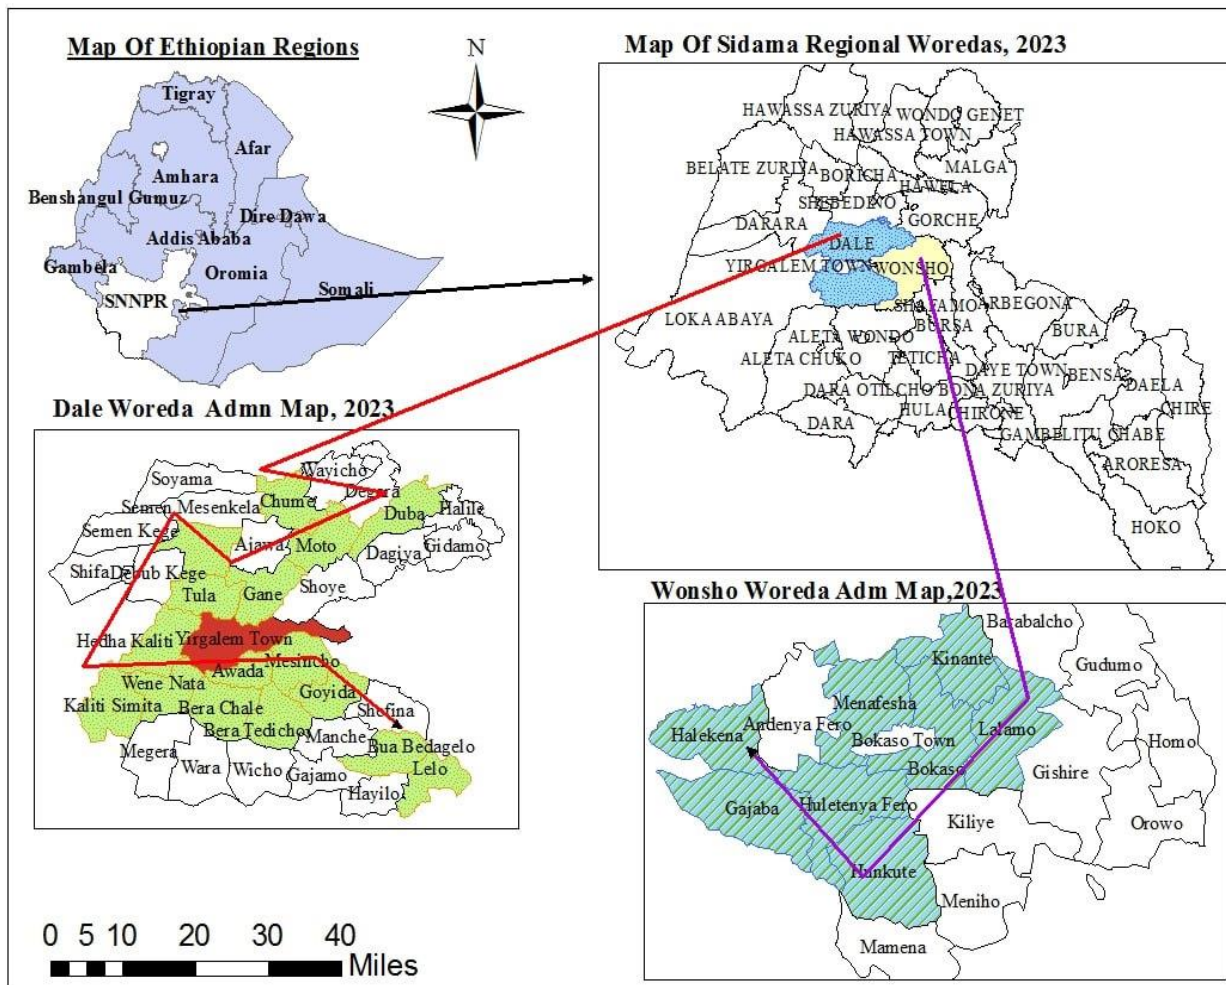 Map Of Ethiopian Regions
N
Tigray
Afar
Amhara
Benshangul Gumuz
Dire Dawa
Addis Ababa
Gambela
Oromia
SNNPR
Somali
Map Of Sidama Regional Woredas, 2023
HAWASSA ZURIYA
WONDO GENET
HAWASSA TOWN
BELATE ZURIYA
BORICHA
MALGA
HAWELA
SHEBEDINO
DARARA
GORCHE
DALE
YIRGALEM TOWN
WONSHO
ARBEGONA
LOKA ABAYA
BURSA
BURA
ALETA WONDO
ALETA CHUKO
TETICHA
DAYE TOWN
BENSA
DAELA
DARA OTILCHO
BONA ZURIYA
CHIRE
DARA
HULA
CHIRONE
GAMBELITU
CHABE
ARORESA
HOKO
Dale Woreda Admn Map, 2023
Wayicho
Soyama
Degara
Chume
Semen Mesenkela
Duba
Halile
Semen Kege
Ajawa
Moto
Dagiya
Gidamo
Shifa
Debub Kege
Shoye
Tula
Gane
Hedha Kaliti
Yirgalem Town
Mesincho
Awada
Wene Nata
Goyida
Kaliti Simita
Bera Chale
Shefina
Bera Tedicho
Manche
Megera
Bua Bedagelo
Wara
Wicho
Gajamo
Lelo
Hayilo
Wonsho Woreda Adm Map,2023
Barabalcho
Kinante
Gudumo
Menafesha
Andenya Fero
Lalamo
Halekena
Bokaso Town
Homo
Bokaso
Gishire
Gajaba
Huletenya Fero
Kiliye
Orowo
Hunkute
Meniho
Mamena
0 5 10 20 30 40
Miles